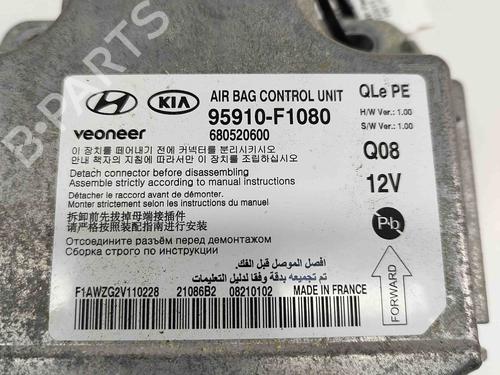 HYUNDAI
KIA
AIR BAG CONTROL UNIT
QLe PE
95910-F1080
H/W Ver.: 1.00
veoneer
680520600
S/W Ver.: 1.00
이 장치를 떼어내기 전에 커넥터를 분리시키시오
안내 책자의 지침에 따라서만 이 장치를 조립하십시오
Q08
Detach connector before disassembling
Assemble strictly according to manual instructions
12V
Détacher le raccord avant de démonter.
Monter strictement selon les instructions du manuel
拆卸前先拔掉母端接插件
请严格按照装配指南进行安装
Pb
Отсоедините разъём перед демонтажом
Сборка строго по инструкции
افصل الموصل قبل الفك
تم تجميعه بدقة وفقا لدليل التعليمات
FORWARD
F1AWZG2V110228
21086B2
08210102
MADE IN FRANCE